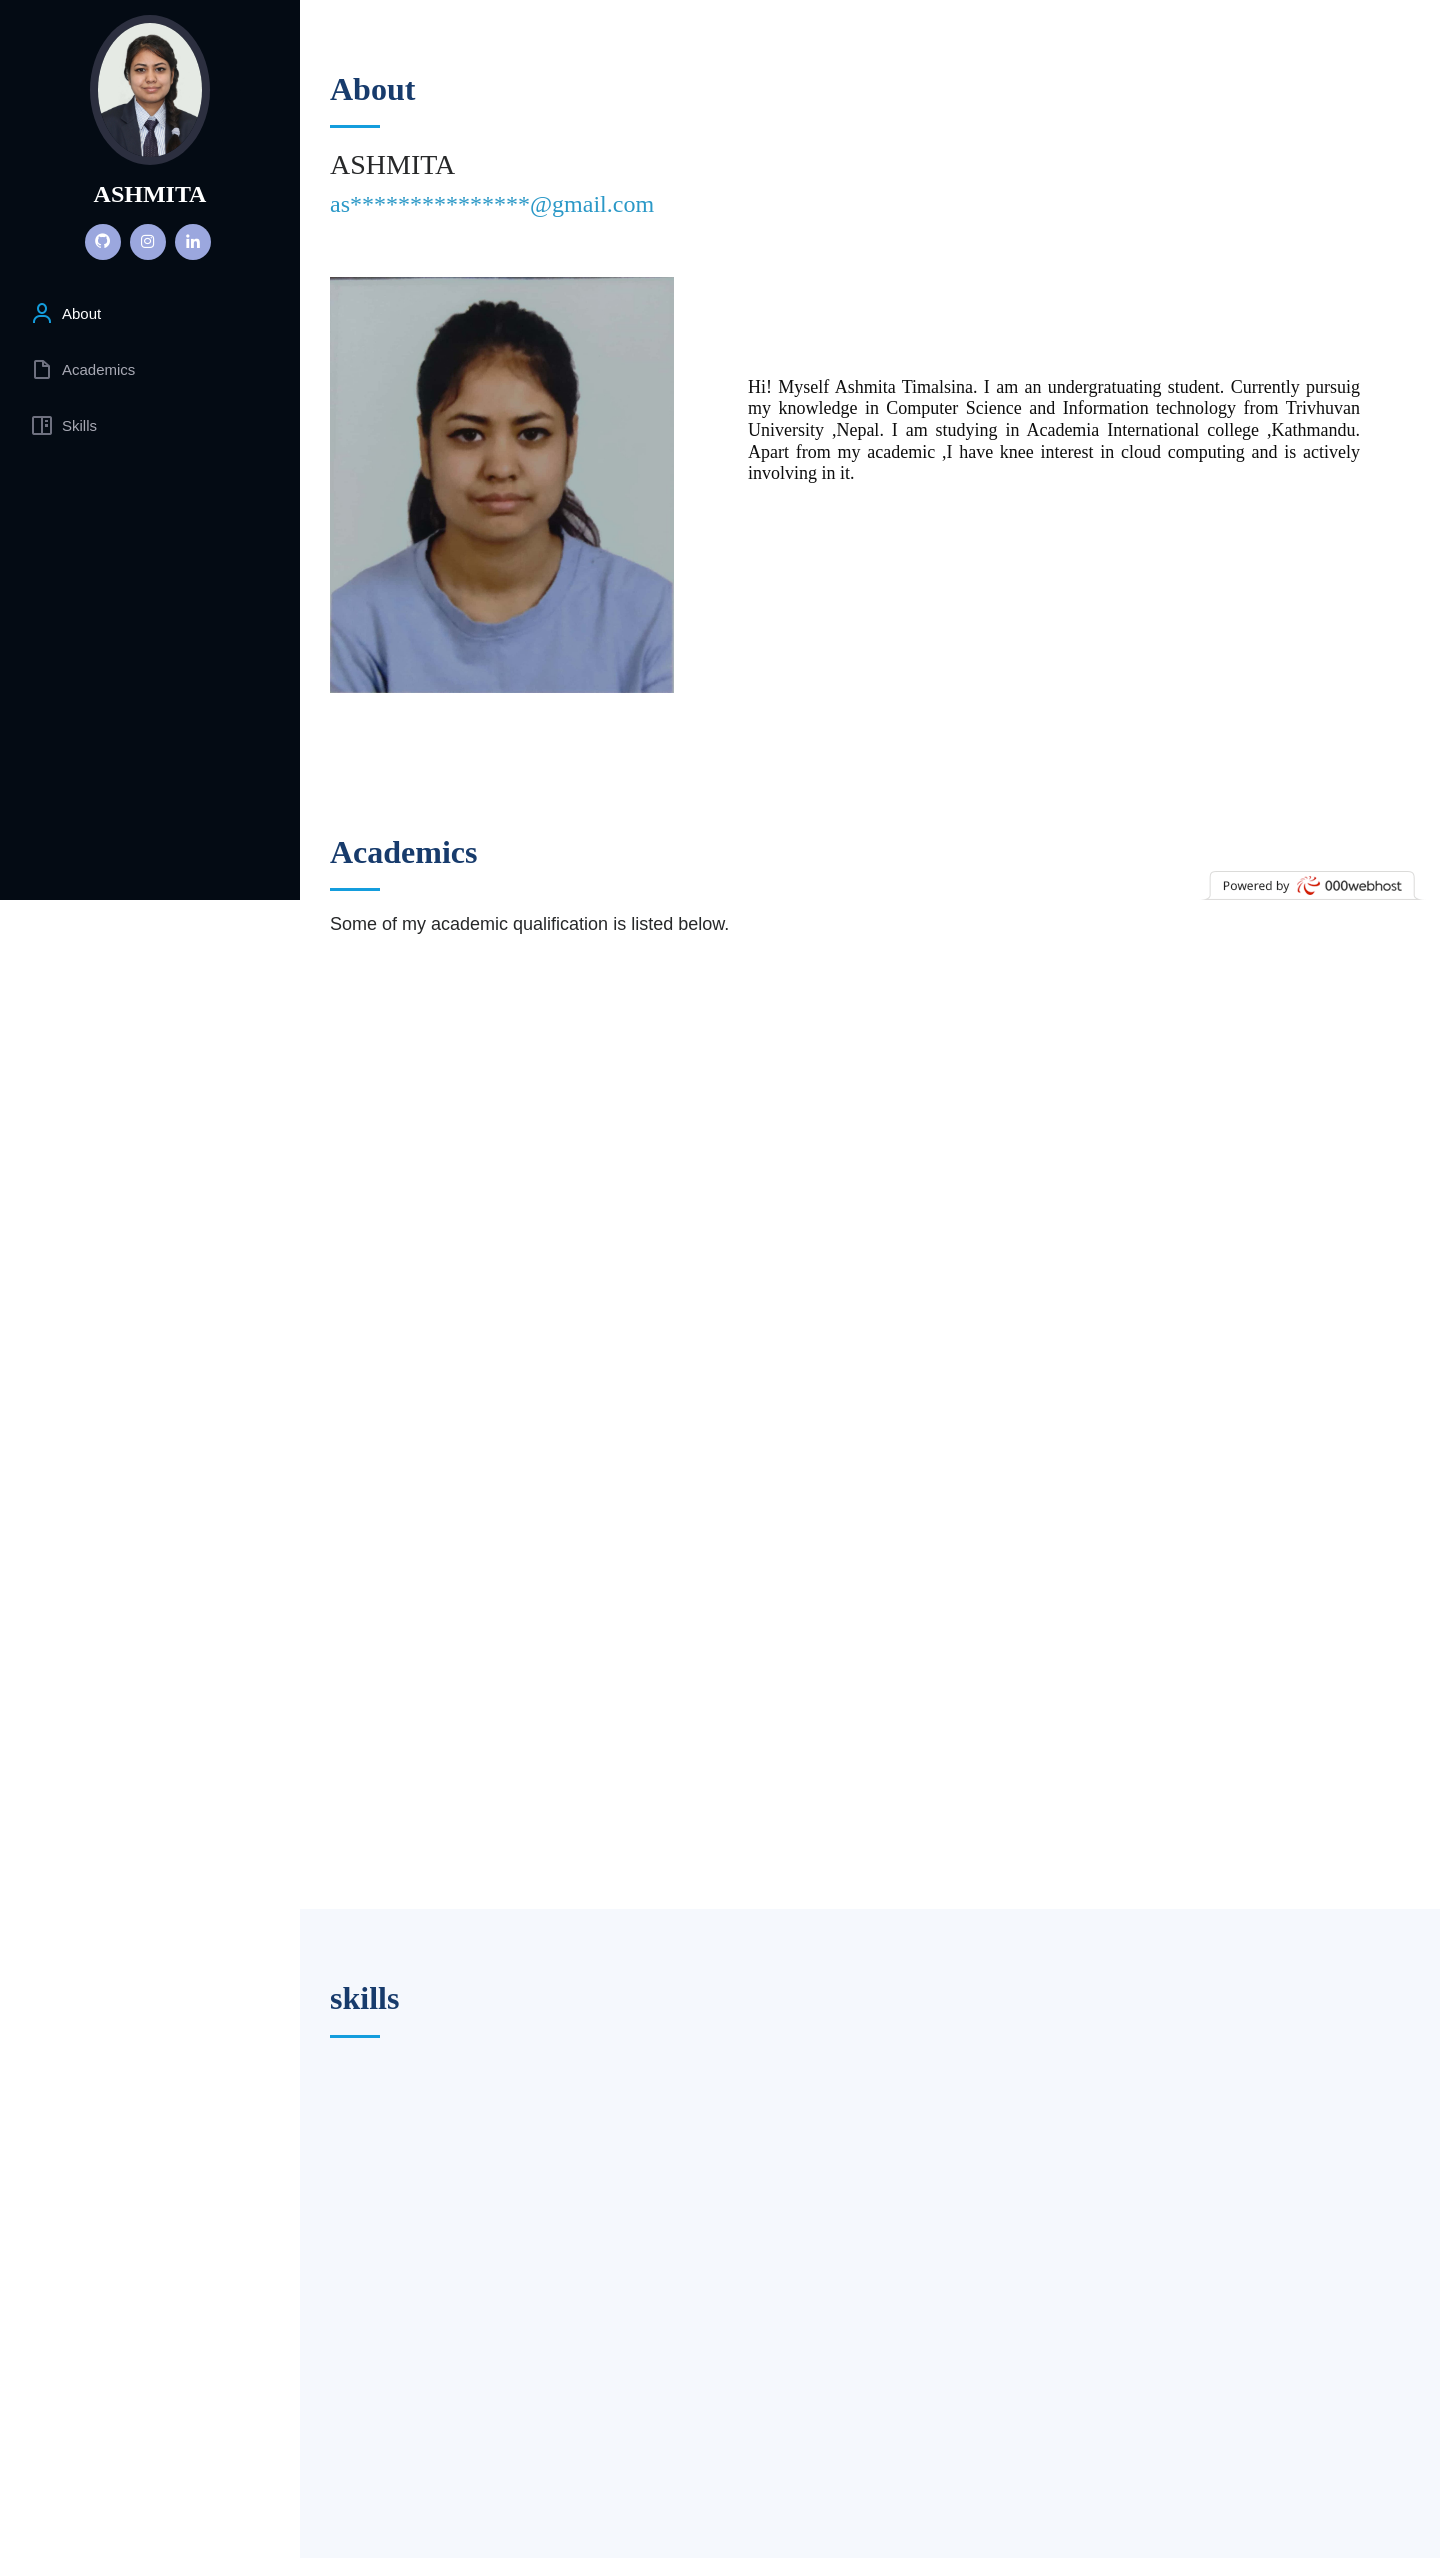 ASHMITA
About
Academics
Skills
About
ASHMITA
as***************@gmail.com
Hi! Myself Ashmita Timalsina. I am an undergratuating student. Currently pursuig
my knowledge in Computer Science and Information technology from Trivhuvan
University ,Nepal. I am studying in Academia International college ,Kathmandu.
Apart from my academic ,I have knee interest in cloud computing and is actively
involving in it.
Academics
Powered by 000webhost
Some of my academic qualification is listed below.
skills